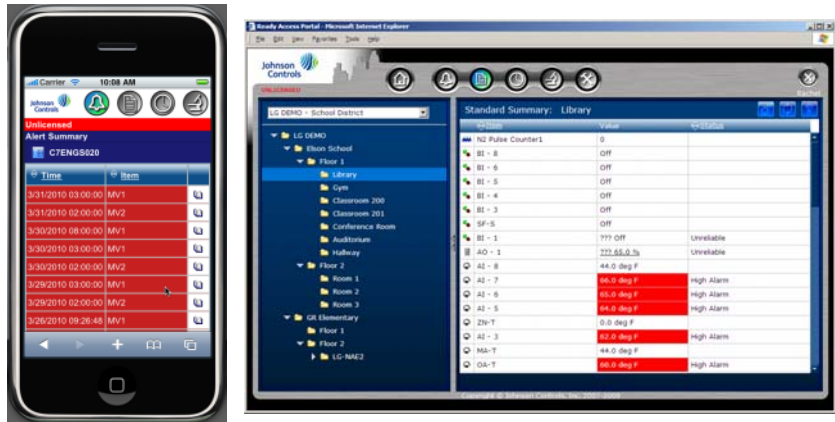 Carrier 10:08 AM
Johnson
Controls
Unlicensed
Alert Summary
C7ENGS020
Time Item
3/31/2010 03:00:00 MV1
3/31/2010 02:00:00 MV2
3/30/2010 08:00:00 MV1
3/30/2010 03:00:00 MV1
3/30/2010 02:00:00 MV2
3/29/2010 03:00:00 MV1
3/29/2010 02:00:00 MV2
3/26/2010 09:26:48 MV1
Ready Access Portal - Microsoft Internet Explorer
File Edit View Favorites Tools Help
Johnson
Controls
UNLICENSED
Rachel
LG DEMO - School District
LG DEMO
Elson School
Floor 1
Library
Gym
Classroom 200
Classroom 201
Conference Room
Auditorium
Hallway
Floor 2
Room 1
Room 2
Room 3
GR Elementary
Floor 1
Floor 2
LG-NAE2
Standard Summary: Library
Item Value Status
N2 Pulse Counter1 0
BI - 8 Off
BI - 6 Off
BI - 5 Off
BI - 4 Off
BI - 3 Off
SF-S Off
BI - 1 ??? Off Unreliable
AO - 1 ??? 65.0 % Unreliable
AI - 8 44.0 deg F
AI - 7 66.0 deg F High Alarm
AI - 6 65.0 deg F High Alarm
AI - 5 64.0 deg F High Alarm
ZN-T 0.0 deg F
AI - 3 62.0 deg F High Alarm
MA-T 44.0 deg F
OA-T 66.0 deg F High Alarm
Copyright © Johnson Controls, Inc. 2007-2009